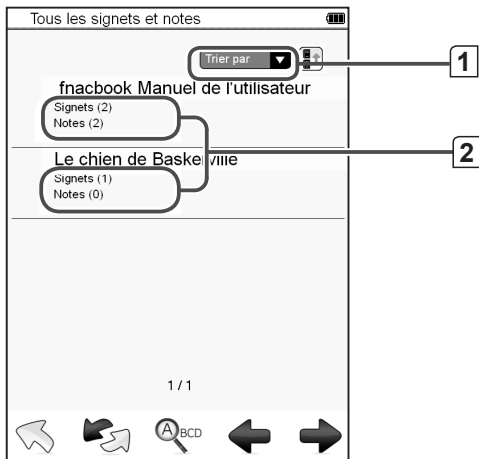 Tous les signets et notes
Trier par
1
fnacbook Manuel de l'utilisateur
Signets (2)
Notes (2)
2
Le chien de Baskerville
Signets (1)
Notes (0)
1 / 1
A BCD